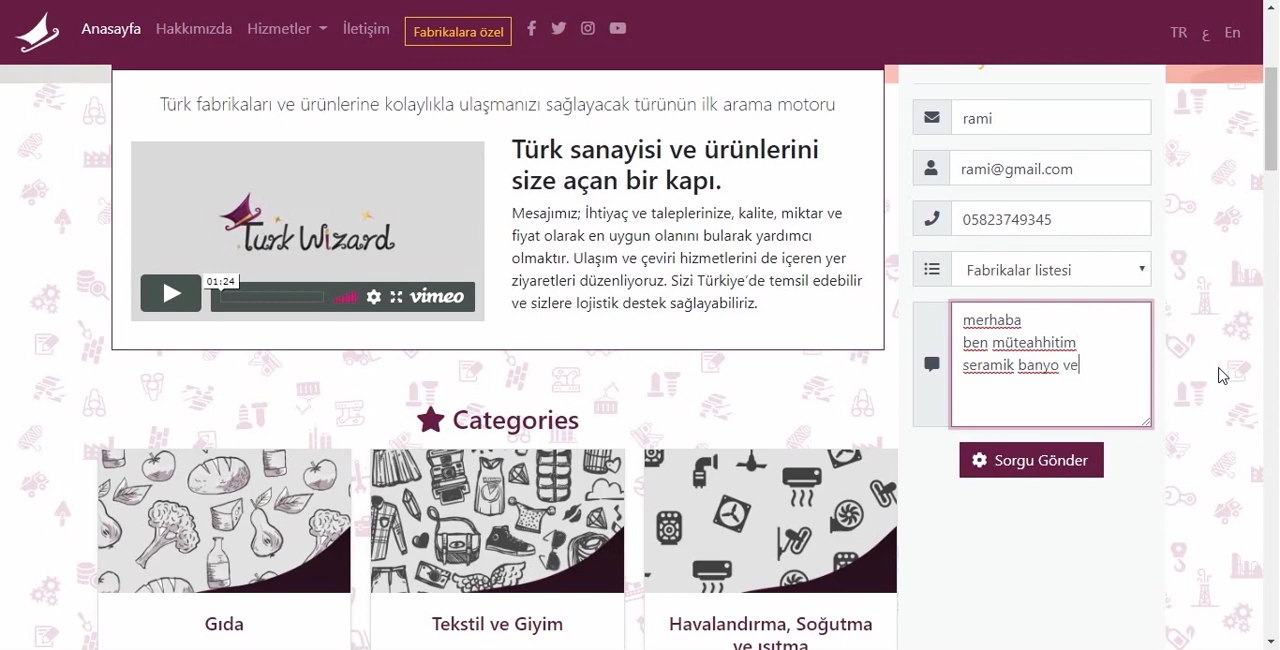 Anasayfa Hakkımızda Hizmetler İletişim Fabrikalara özel TR ع En
Türk fabrikaları ve ürünlerine kolaylıkla ulaşmanızı sağlayacak türünün ilk arama motoru
Turk Wizard
01:24
vimeo
Türk sanayisi ve ürünlerini
size açan bir kapı.
Mesajımız; İhtiyaç ve taleplerinize, kalite, miktar ve
fiyat olarak en uygun olanını bularak yardımcı
olmaktır. Ulaşım ve çeviri hizmetlerini de içeren yer
ziyaretleri düzenliyoruz. Sizi Türkiye’de temsil edebilir
ve sizlere lojistik destek sağlayabiliriz.
rami
rami@gmail.com
05823749345
Fabrikalar listesi
merhaba
ben müteahhitim
seramik banyo ve
Sorgu Gönder
Categories
Gıda
Tekstil ve Giyim
Havalandırma, Soğutma
ve ısıtma